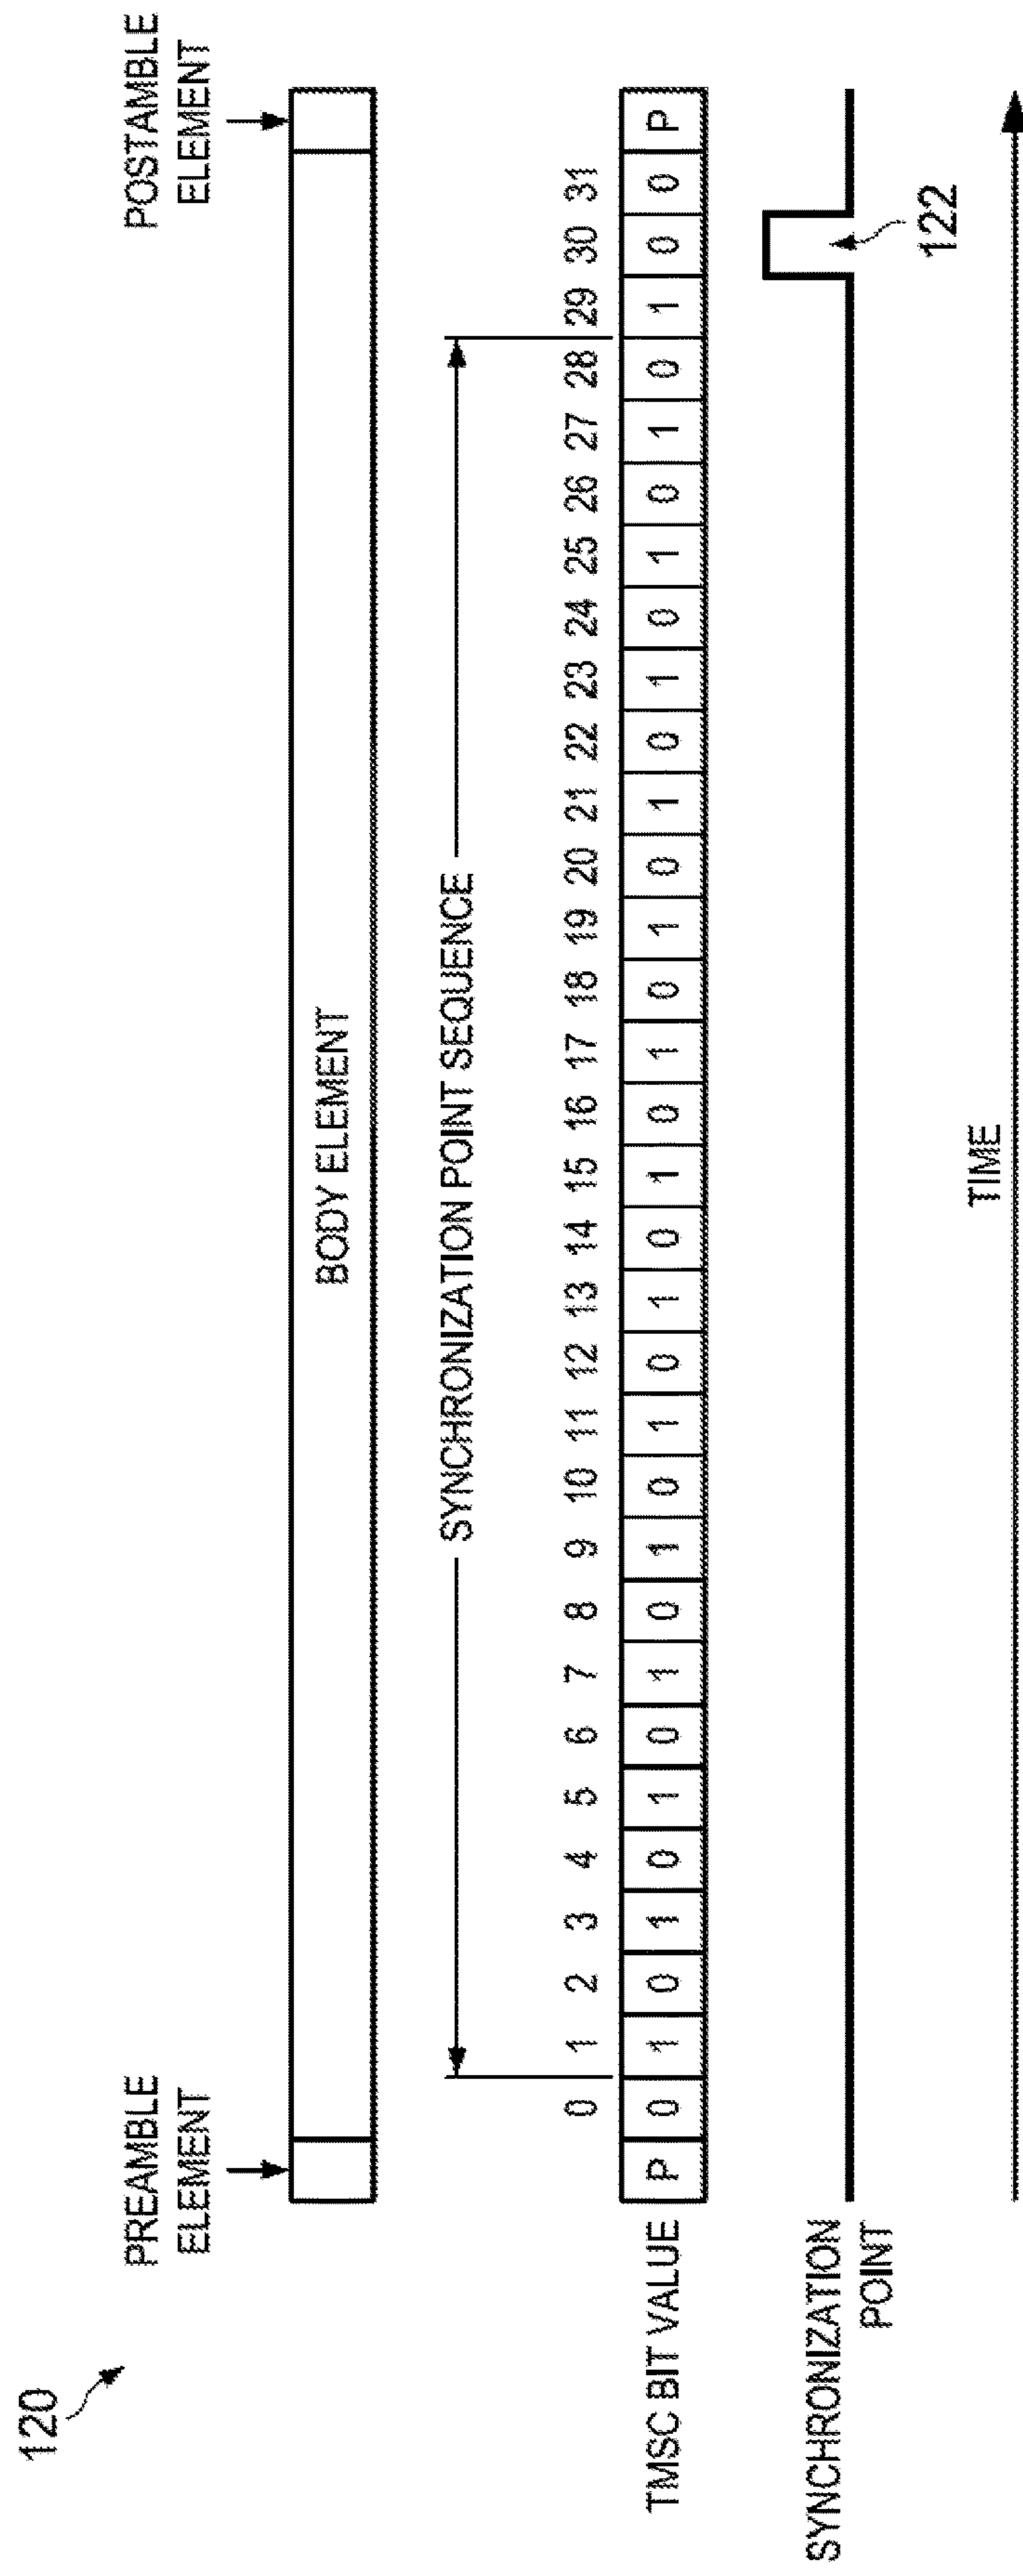 120
PREAMBLE
ELEMENT
POSTAMBLE
ELEMENT
BODY ELEMENT
SYNCHRONIZATION POINT SEQUENCE
0 1 2 3 4 5 6 7 8 9 10 11 12 13 14 15 16 17 18 19 20 21 22 23 24 25 26 27 28 29 30 31
TMSC BIT VALUE P 0 1 0 1 0 1 0 1 0 1 0 1 0 1 0 1 0 1 0 1 0 1 0 1 0 1 0 1 0 1 0 0 P
SYNCHRONIZATION
POINT
122
TIME